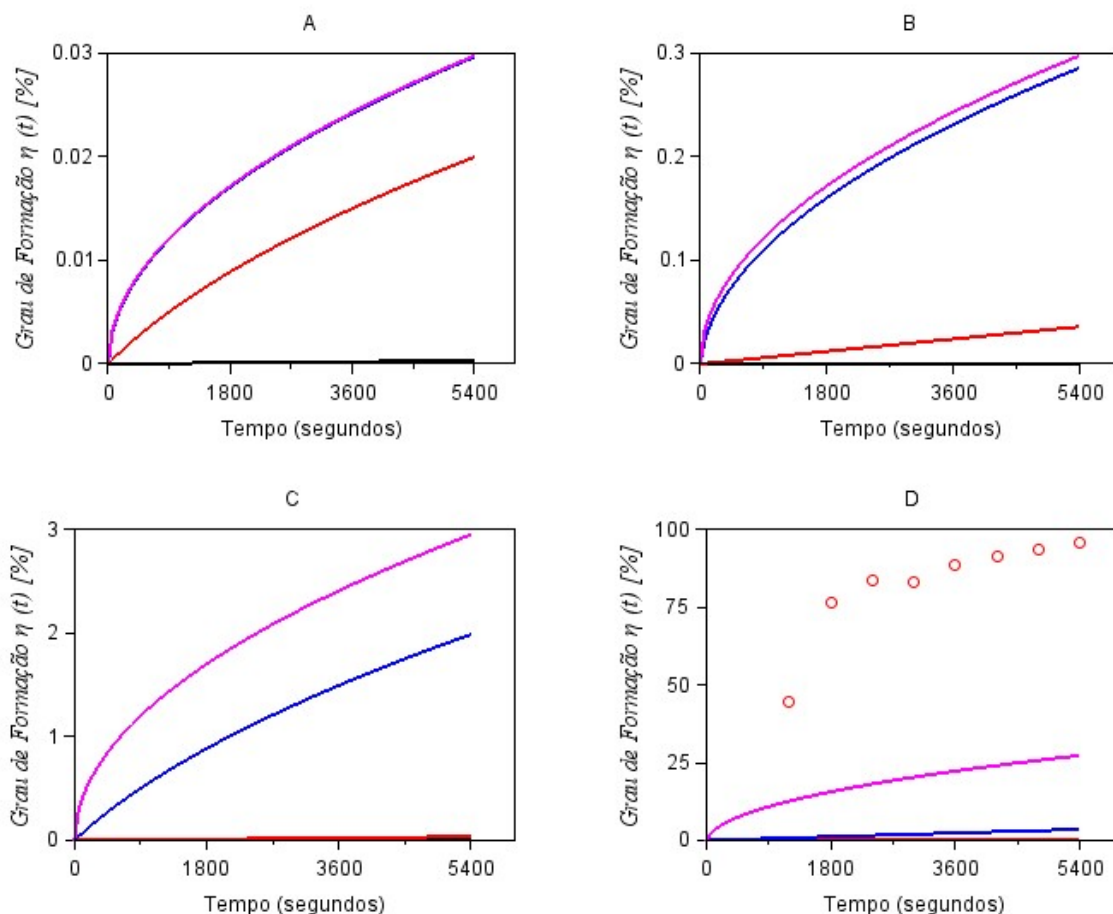 A
Grau de Formação η (t) [%]
0.03
0.02
0.01
0
0 1800 3600 5400
Tempo (segundos)
B
Grau de Formação η (t) [%]
0.3
0.2
0.1
0
0 1800 3600 5400
Tempo (segundos)
C
Grau de Formação η (t) [%]
3
2
1
0
0 1800 3600 5400
Tempo (segundos)
D
Grau de Formação η (t) [%]
100
75
50
25
0
0 1800 3600 5400
Tempo (segundos)